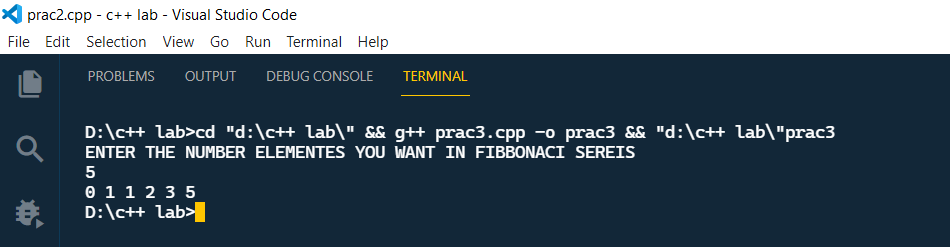 prac2.cpp - c++ lab - Visual Studio Code
File Edit Selection View Go Run Terminal Help
PROBLEMS OUTPUT DEBUG CONSOLE TERMINAL
D:\c++ lab>cd "d:\c++ lab\" && g++ prac3.cpp -o prac3 && "d:\c++ lab\"prac3
ENTER THE NUMBER ELEMENTES YOU WANT IN FIBBONACI SEREIS
5
0 1 1 2 3 5
D:\c++ lab>